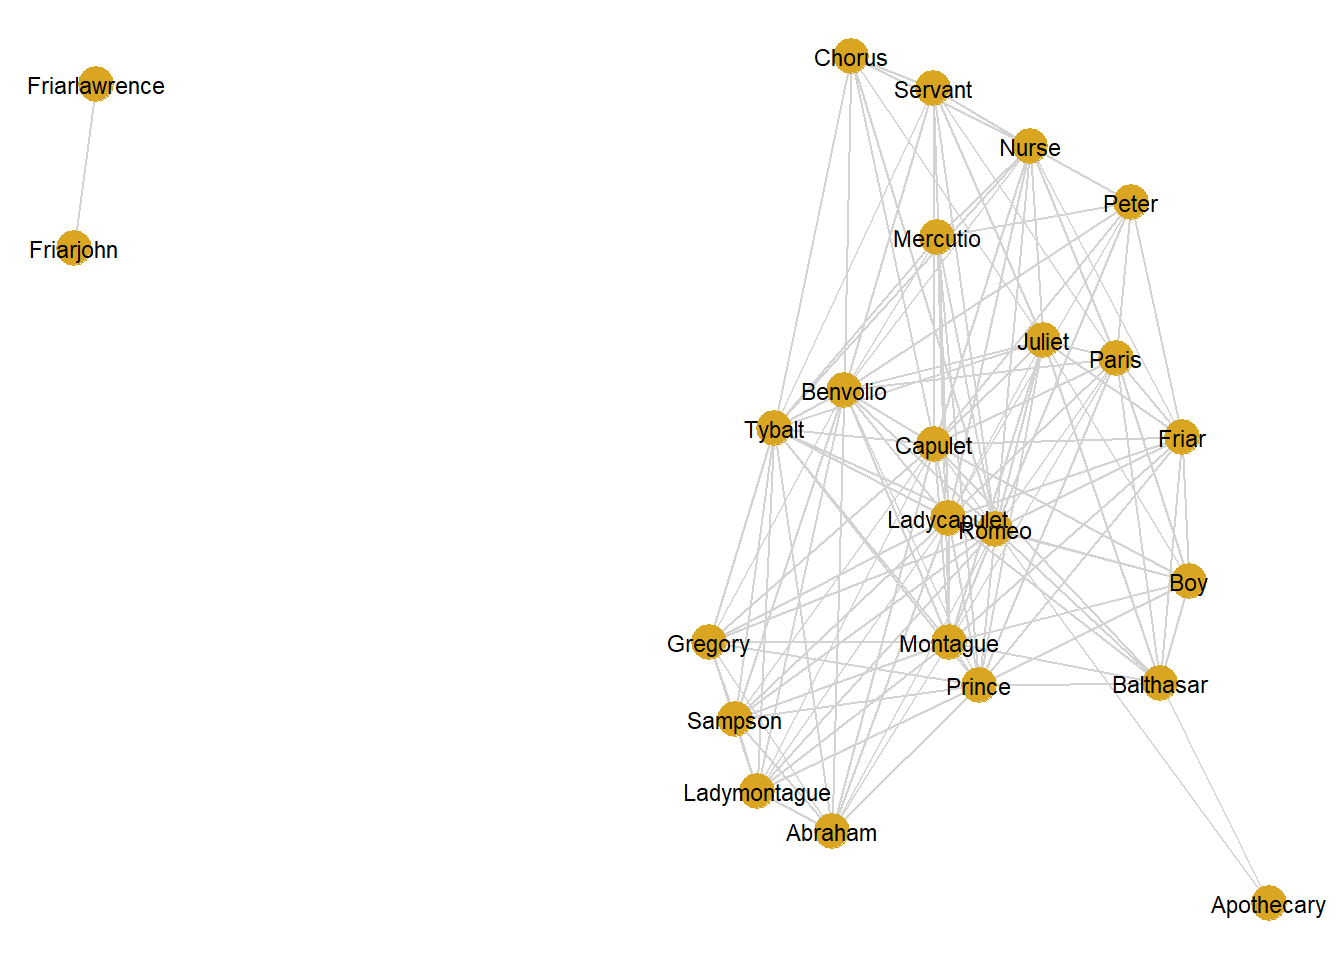 Chorus
Friarlawrence
Servant
Nurse
Peter
Mercutio
Friarjohn
Juliet
Paris
Benvolio
Tybalt
Friar
Capulet
Ladycapulet
Romeo
Boy
Gregory
Montague
Prince
Balthasar
Sampson
Ladymontague
Abraham
Apothecary